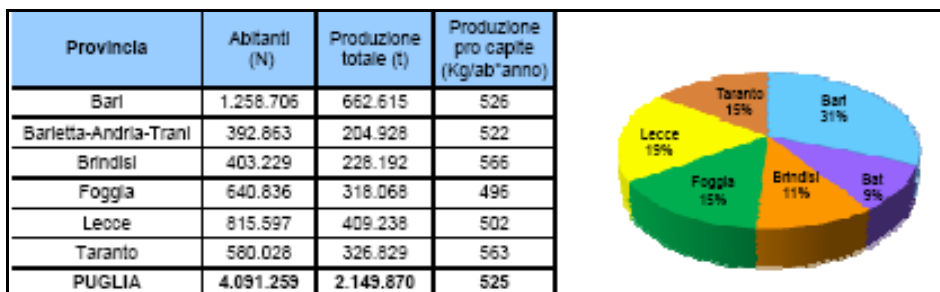 Provincia Abitanti (N) Produzione totale (t) Produzione pro capite (Kg/ab*anno)
Bari 1.258.706 662.615 526
Barletta-Andria-Trani 392.863 204.928 522
Brindisi 403.229 228.192 566
Foggia 640.836 318.068 496
Lecce 815.597 409.238 502
Taranto 580.028 326.829 563
PUGLIA 4.091.259 2.149.870 525
Taranto
15%
Bari
31%
Lecce
19%
Foggia
15%
Brindisi
11%
Bat
9%